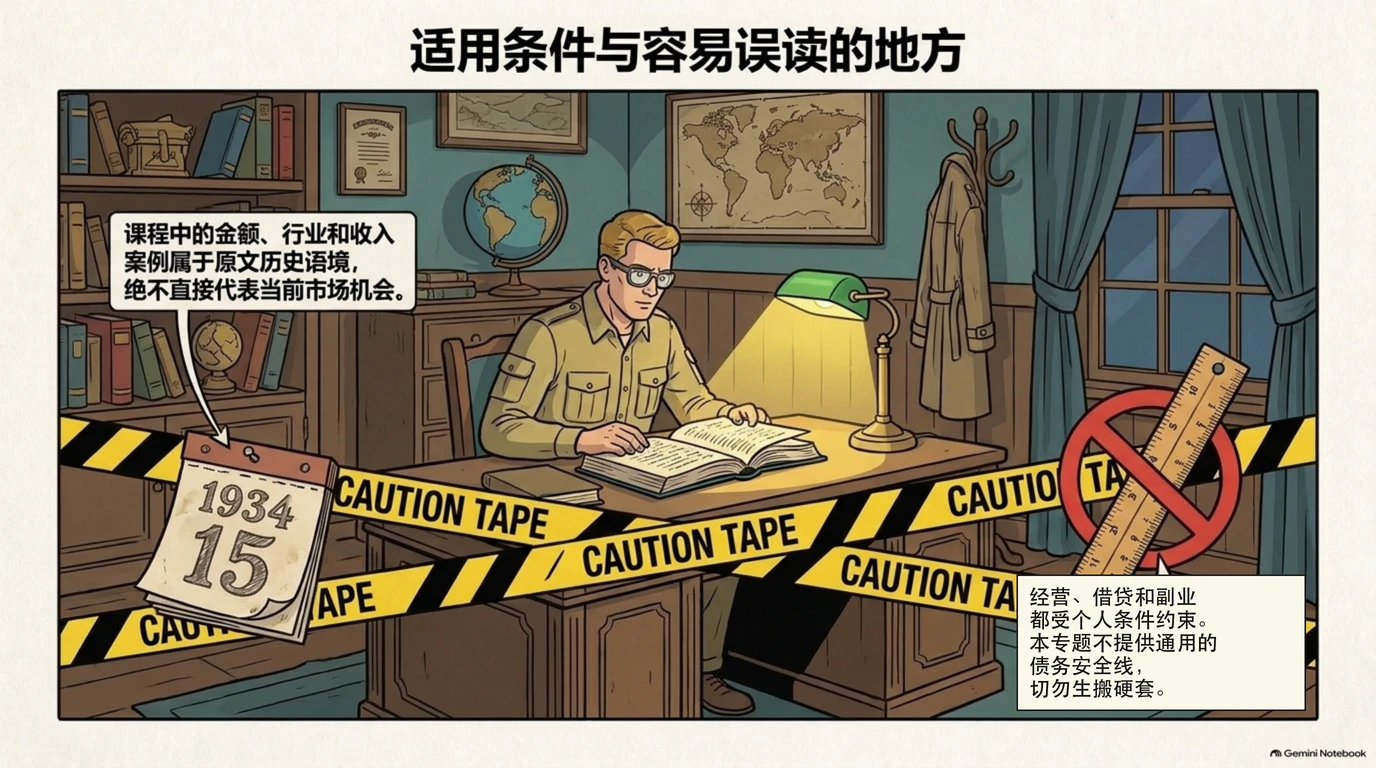 适用条件与容易误读的地方
课程中的金额、行业和收入
案例属于原文历史语境，
绝不直接代表当前市场机会。
1934
15
CAUTION TAPE
CAUTION TAPE
CAUTIO
TA
CAUTION TA
CAU
TAPE
经营、借贷和副业
都受个人条件约束。
本专题不提供通用的
债务安全线，
切勿生搬硬套。
Gemini Notebook